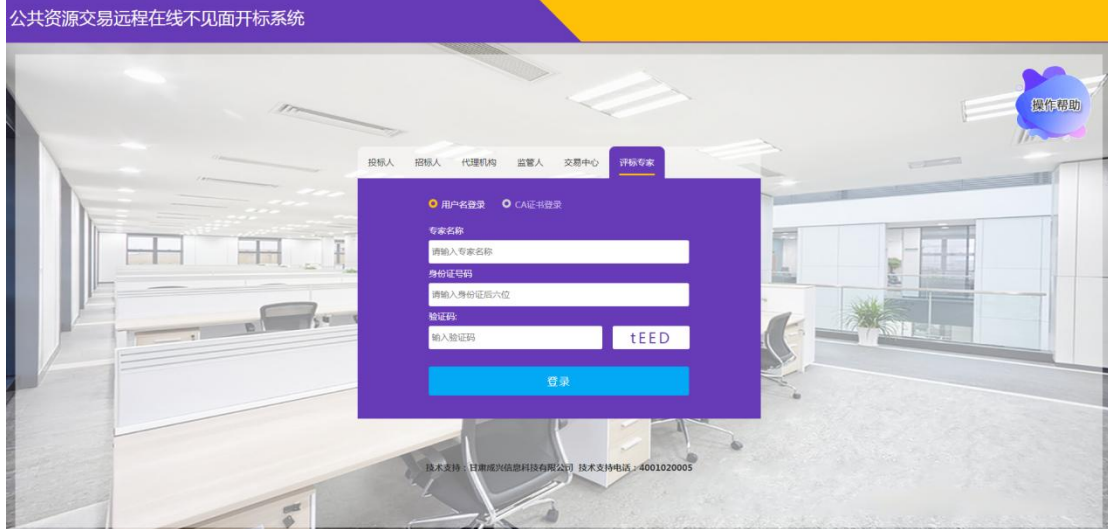 公共资源交易远程在线不见面开标系统
操作帮助
投标人 招标人 代理机构 监管人 交易中心 评标专家
用户名登录 CA证书登录
专家名称
请输入专家名称
身份证号码
请输入身份证后六位
验证码:
输入验证码 tEED
登录
技术支持:甘肃成兴信息科技有限公司 技术支持电话:4001020005